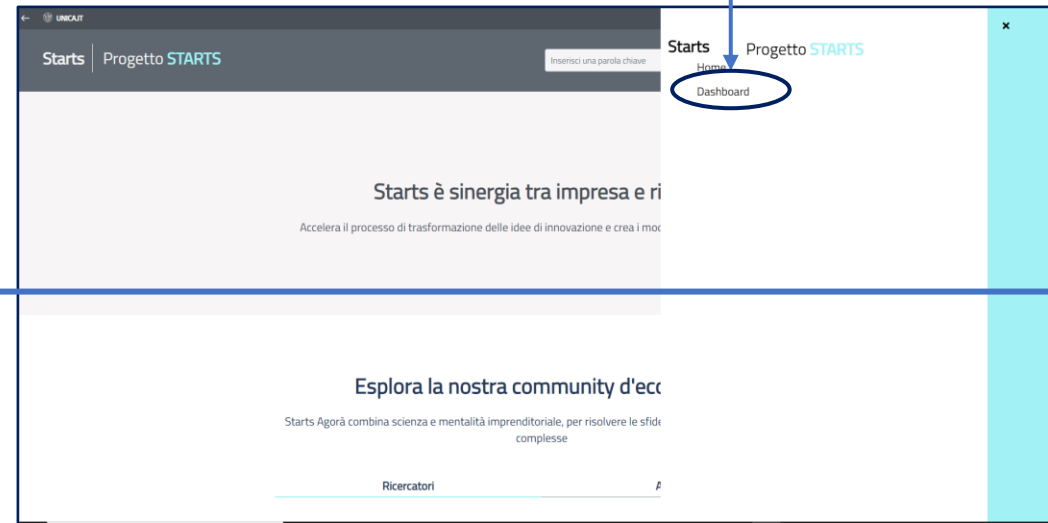 UNICA.IT
Starts Progetto STARTS
Inserisci una parola chiave
Starts Progetto STARTS
Home
Dashboard
Starts è sinergia tra impresa e ri
Accelera il processo di trasformazione delle idee di innovazione e crea i
Esplora la nostra community d'eco
Starts Agorà combina scienza e mentalità imprenditoriale, per risolvere le sfide
complesse
Ricercatori